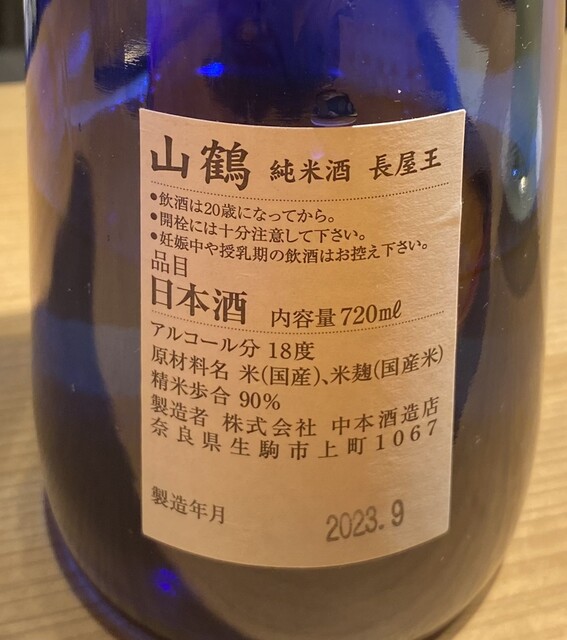 山鶴 純米酒 長屋王
●飲酒は20歳になってから。
●開栓には十分注意して下さい。
●妊娠中や授乳期の飲酒はお控え下さい。
品目
日本酒 内容量720mℓ
アルコール分 18度
原材料名 米(国産)、米麹(国産米)
精米歩合 90%
製造者 株式会社 中本酒造店
奈良県生駒市上町1067
製造年月 2023.9